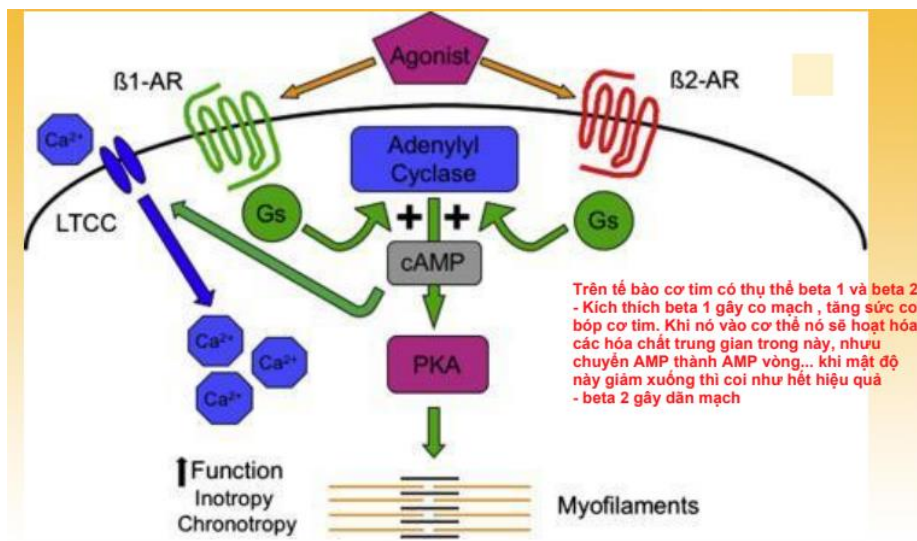 Agonist
ß1-AR
ß2-AR
Ca²⁺
Adenylyl
Cyclase
LTCC
Gs
+ +
Gs
cAMP
Trên tế bào cơ tim có thụ thể beta 1 và beta 2
- Kích thích beta 1 gây co mạch , tăng sức co
bóp cơ tim. Khi nó vào cơ thể nó sẽ hoạt hóa
các hóa chất trung gian trong này, nhưu
chuyển AMP thành AMP vòng... khi mật độ
này giảm xuống thì coi như hết hiệu quả
- beta 2 gây dãn mạch
Ca²⁺
Ca²⁺
Ca²⁺
PKA
Function
Inotropy
Chronotropy
Myofilaments